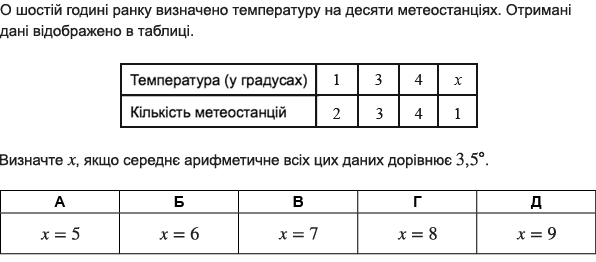 О шостій годині ранку визначено температуру на десяти метеостанціях. Отримані
дані відображено в таблиці.
Температура (у градусах) 1 3 4 x
Кількість метеостанцій 2 3 4 1
Визначте x, якщо середнє арифметичне всіх цих даних дорівнює 3,5°.
А Б В Г Д
x = 5 x = 6 x = 7 x = 8 x = 9